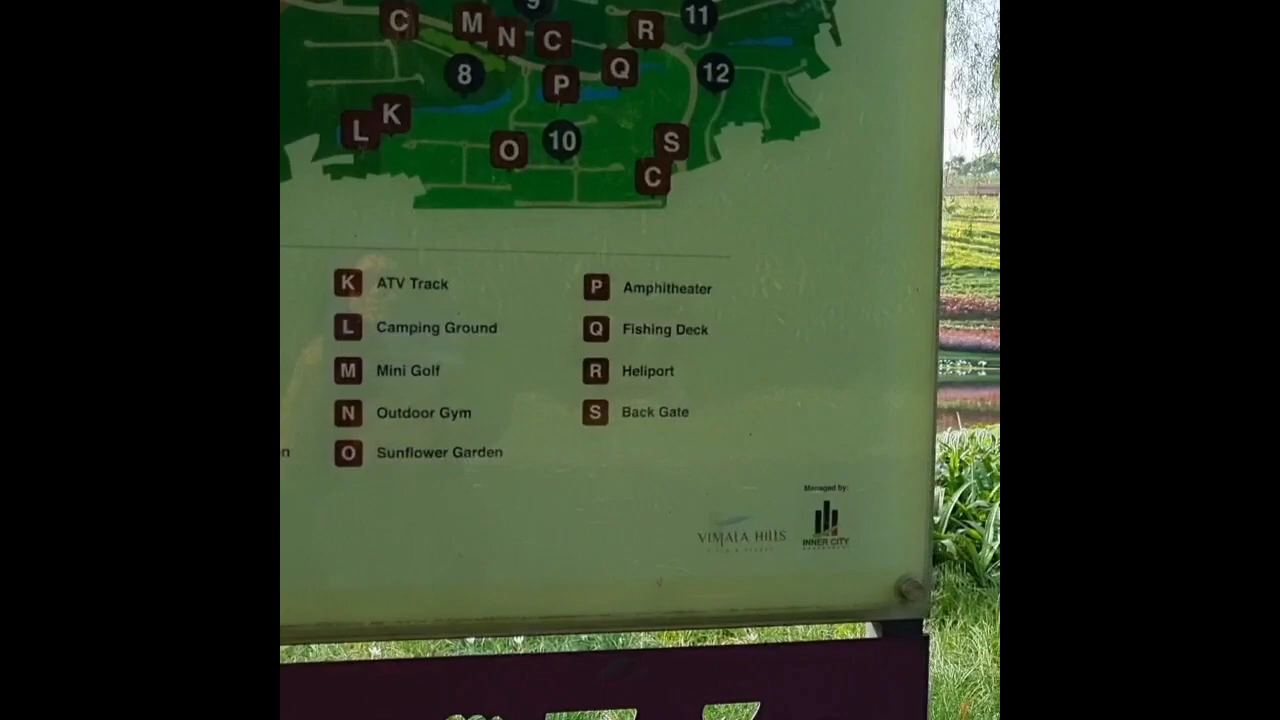 9
11
C
M
N
C
R
8
P
Q
12
K
L
O
10
S
C
K ATV Track
L Camping Ground
M Mini Golf
N Outdoor Gym
n
O Sunflower Garden
P Amphitheater
Q Fishing Deck
R Heliport
S Back Gate
Managed by:
VIMALA HILLS
INNER CITY